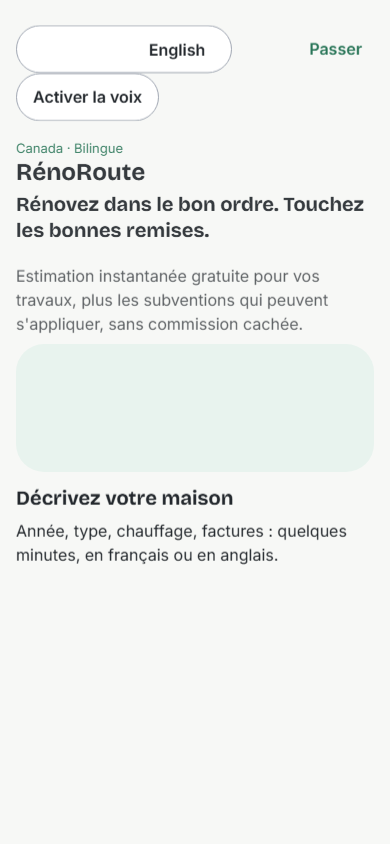 English
Passer
Activer la voix
Canada · Bilingue
RénoRoute
Rénovez dans le bon ordre. Touchez
les bonnes remises.
Estimation instantanée gratuite pour vos
travaux, plus les subventions qui peuvent
s'appliquer, sans commission cachée.
Décrivez votre maison
Année, type, chauffage, factures : quelques
minutes, en français ou en anglais.